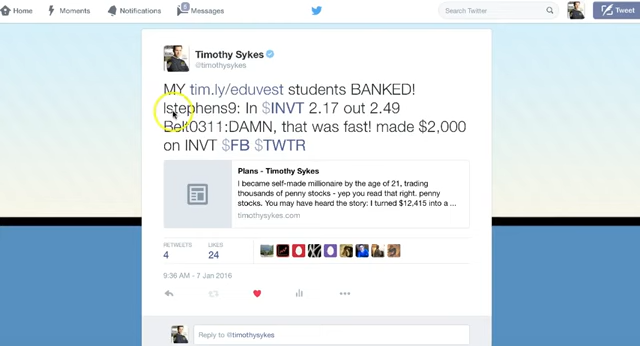 Home
Moments
Notifications
Messages
Search Twitter
Tweet
Timothy Sykes
@timothysykes
MY tim.ly/eduvest students BANKED!
lstephens9: In $INVT 2.17 out 2.49
Belt0311:DAMN, that was fast! made $2,000
on INVT $FB $TWTR
Plans - Timothy Sykes
I became self-made millionaire by the age of 21, trading
thousands of penny stocks - yep you read that right. penny
stocks. You may have heard the story: I turned $12,415 into a ...
timothysykes.com
RETWEETS LIKES
4 24
9:36 AM - 7 Jan 2016
Reply to @timothysykes